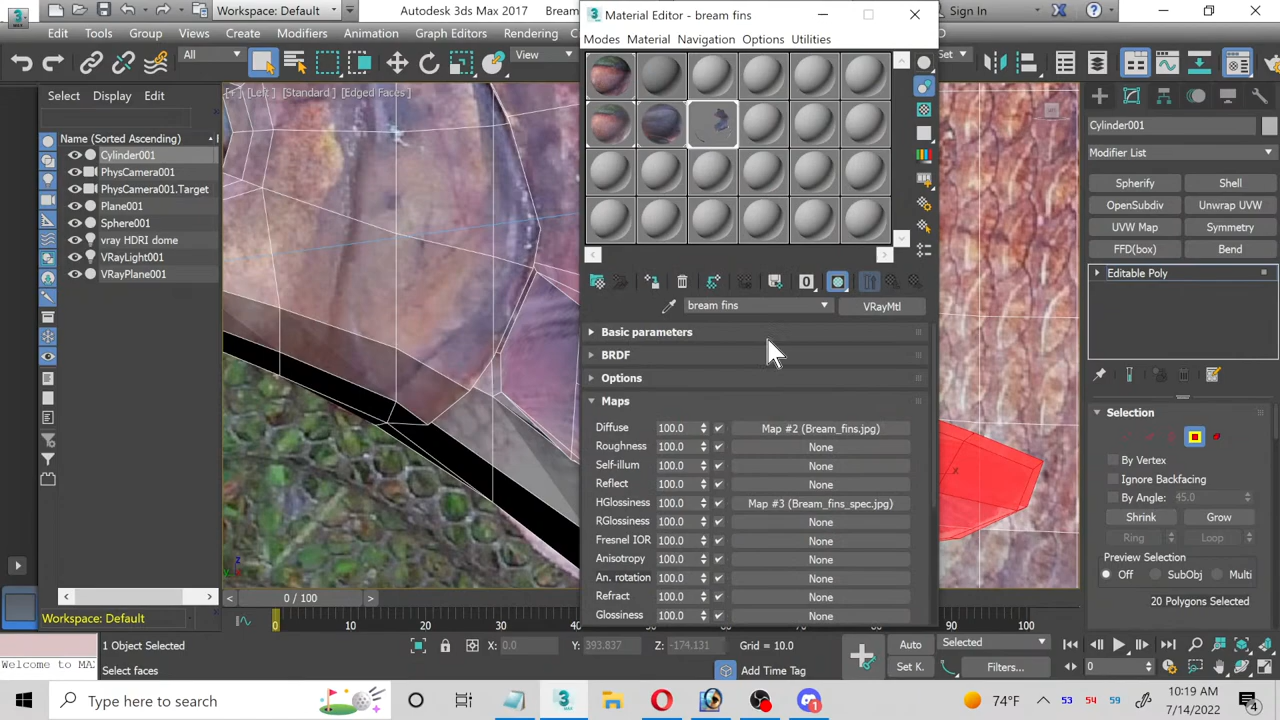 Workspace: Default
Autodesk 3ds Max 2017
Bream
Sign In
Edit
Tools
Group
Views
Create
Modifiers
Animation
Graph Editors
Rendering
Set
All
View
Select
Display
Edit
Name (Sorted Ascending)
Cylinder001
PhysCamera001
PhysCamera001.Target
Plane001
Sphere001
vray HDRI dome
VRayLight001
VRayPlane001
Workspace: Default
[+] [Left] [Standard] [Edged Faces]
Material Editor - bream fins
Modes
Material
Navigation
Options
Utilities
bream fins
VRayMtl
Basic parameters
BRDF
Options
Maps
Diffuse 100.0 Map #2 (Bream_fins.jpg)
Roughness 100.0 None
Self-illum 100.0 None
Reflect 100.0 None
HGlossiness 100.0 Map #3 (Bream_fins_spec.jpg)
RGlossiness 100.0 None
Fresnel IOR 100.0 None
Anisotropy 100.0 None
An. rotation 100.0 None
Refract 100.0 None
Glossiness 100.0 None
Cylinder001
Modifier List
Spherify
Shell
OpenSubdiv
Unwrap UVW
UVW Map
Symmetry
FFD(box)
Bend
Editable Poly
Selection
By Vertex
Ignore Backfacing
By Angle: 45.0
Shrink
Grow
Ring
Loop
Preview Selection
Off
SubObj
Multi
20 Polygons Selected
0 / 100
0
10
20
30
40
50
90
100
1 Object Selected
X: 0.0
Y: 393.837
Z: -174.131
Grid = 10.0
Auto
Selected
Welcome to MAX
Select faces
Add Time Tag
Set K.
Filters...
0
Type here to search
74°F
53
54
59
10:19 AM
7/14/2022
1
4